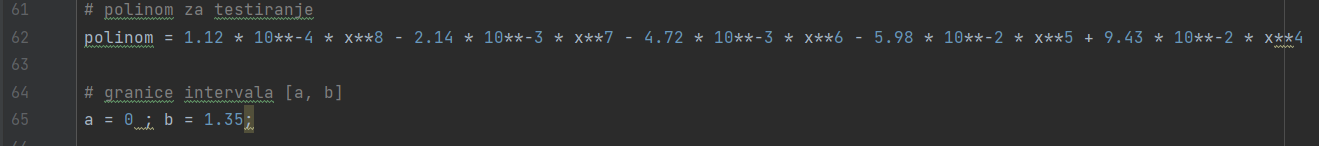 61 # polinom za testiranje
62 polinom = 1.12 * 10**-4 * x**8 - 2.14 * 10**-3 * x**7 - 4.72 * 10**-3 * x**6 - 5.98 * 10**-2 * x**5 + 9.43 * 10**-2 * x**4
63
64 # granice intervala [a, b]
65 a = 0 ; b = 1.35;